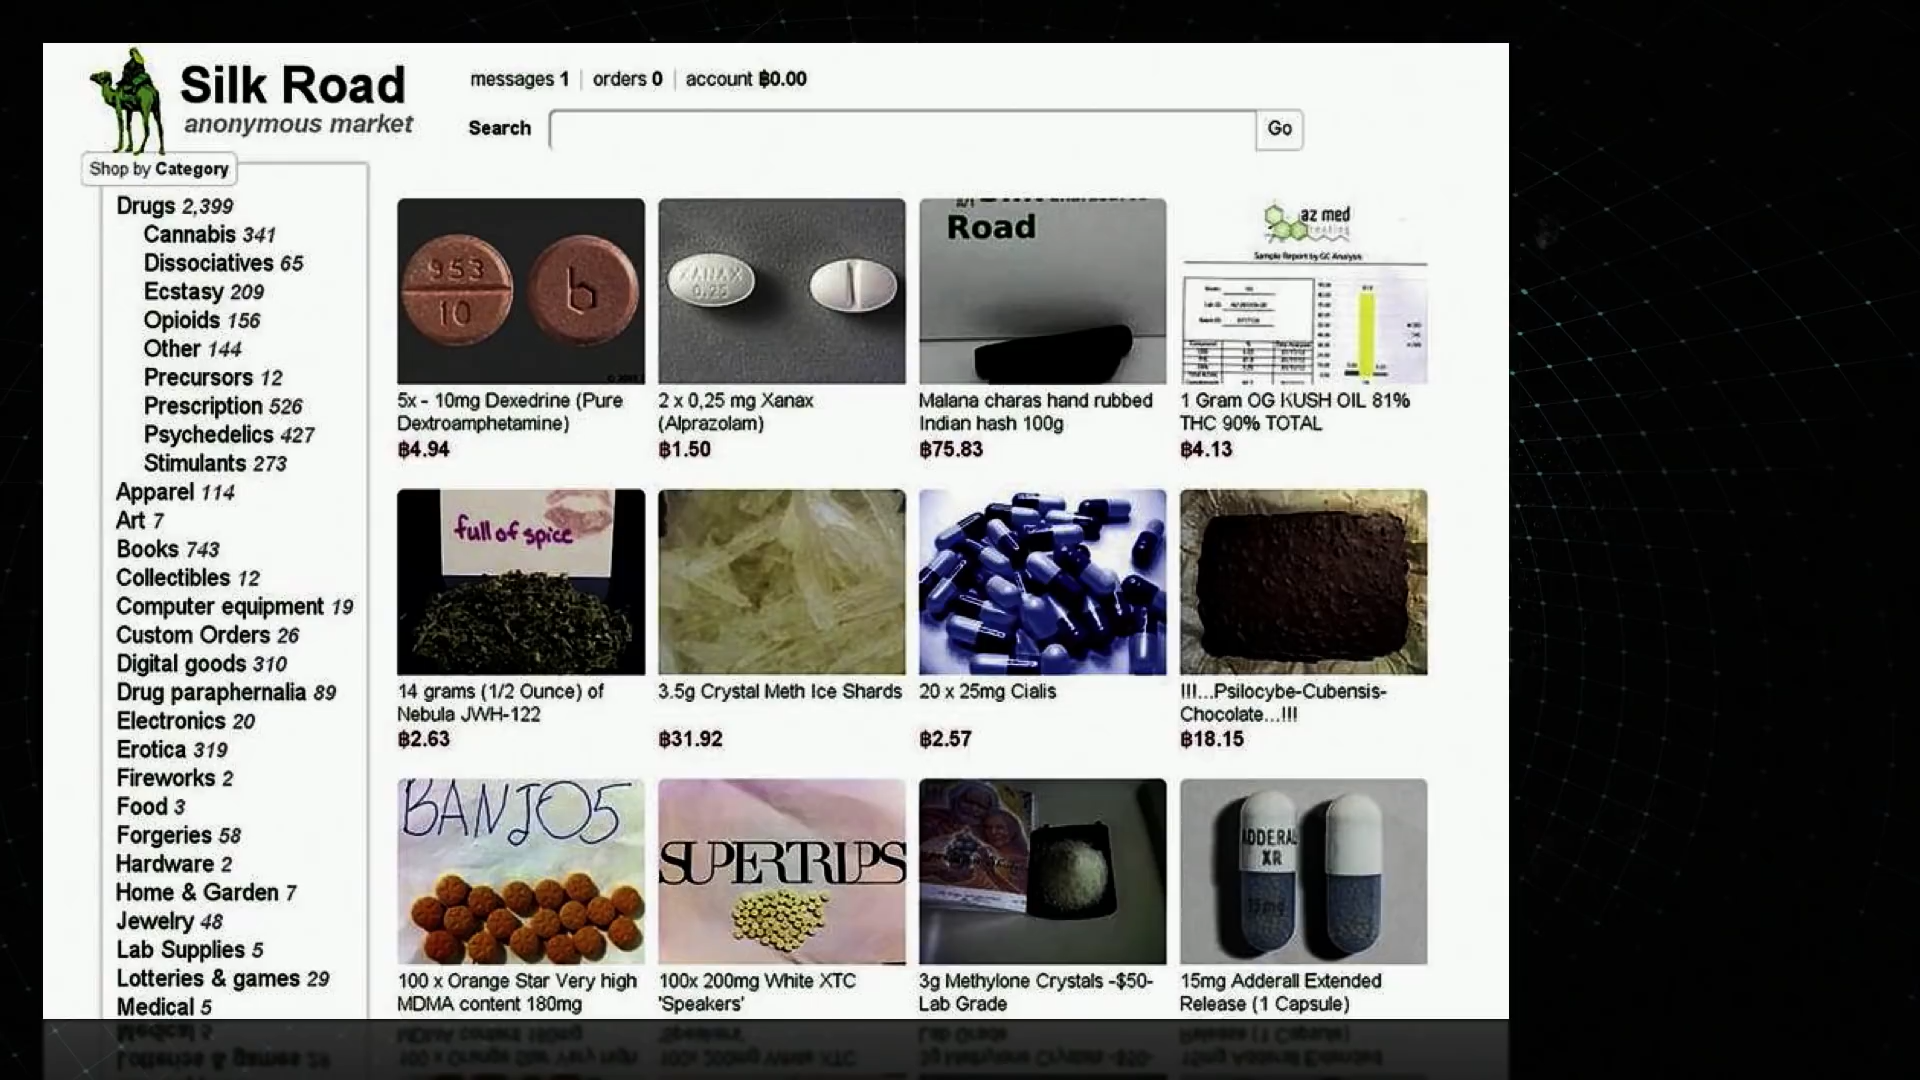 Silk Road
anonymous market
messages 1 | orders 0 | account ฿0.00
Search
Go
Shop by Category
Drugs 2,399
Cannabis 341
Dissociatives 65
Ecstasy 209
Opioids 156
Other 144
Precursors 12
Prescription 526
Psychedelics 427
Stimulants 273
Apparel 114
Art 7
Books 743
Collectibles 12
Computer equipment 19
Custom Orders 26
Digital goods 310
Drug paraphernalia 89
Electronics 20
Erotica 319
Fireworks 2
Food 3
Forgeries 58
Hardware 2
Home & Garden 7
Jewelry 48
Lab Supplies 5
Lotteries & games 29
Medical 5
953
10
b
5x - 10mg Dexedrine (Pure
Dextroamphetamine)
฿4.94
XANAX
0.25
2 x 0,25 mg Xanax
(Alprazolam)
฿1.50
Road
Malana charas hand rubbed
Indian hash 100g
฿75.83
az med
testing
Sample Report by GC Analysis
1 Gram OG KUSH OIL 81%
THC 90% TOTAL
฿4.13
full of spice
14 grams (1/2 Ounce) of
Nebula JWH-122
฿2.63
3.5g Crystal Meth Ice Shards
฿31.92
20 x 25mg Cialis
฿2.57
!!!...Psilocybe-Cubensis-
Chocolate...!!!
฿18.15
BANJO5
100 x Orange Star Very high
MDMA content 180mg
SUPERTRIPS
100x 200mg White XTC
'Speakers'
3g Methylone Crystals -$50-
Lab Grade
ADDERAL
XR
15mg
15mg Adderall Extended
Release (1 Capsule)